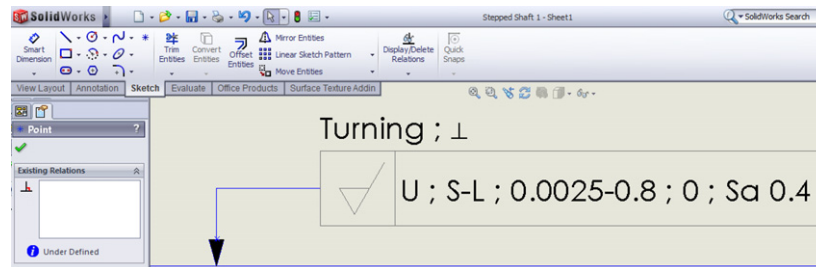 SolidWorks
Stepped Shaft 1 - Sheet1
SolidWorks Search
Smart Dimension
Trim Entities
Convert Entities
Offset Entities
Mirror Entities
Linear Sketch Pattern
Move Entities
Display/Delete Relations
Quick Snaps
View Layout Annotation Sketch Evaluate Office Products Surface Texture Addin
Point ?
Existing Relations
Under Defined
Turning ; ⊥
U ; S-L ; 0.0025-0.8 ; 0 ; Sa 0.4